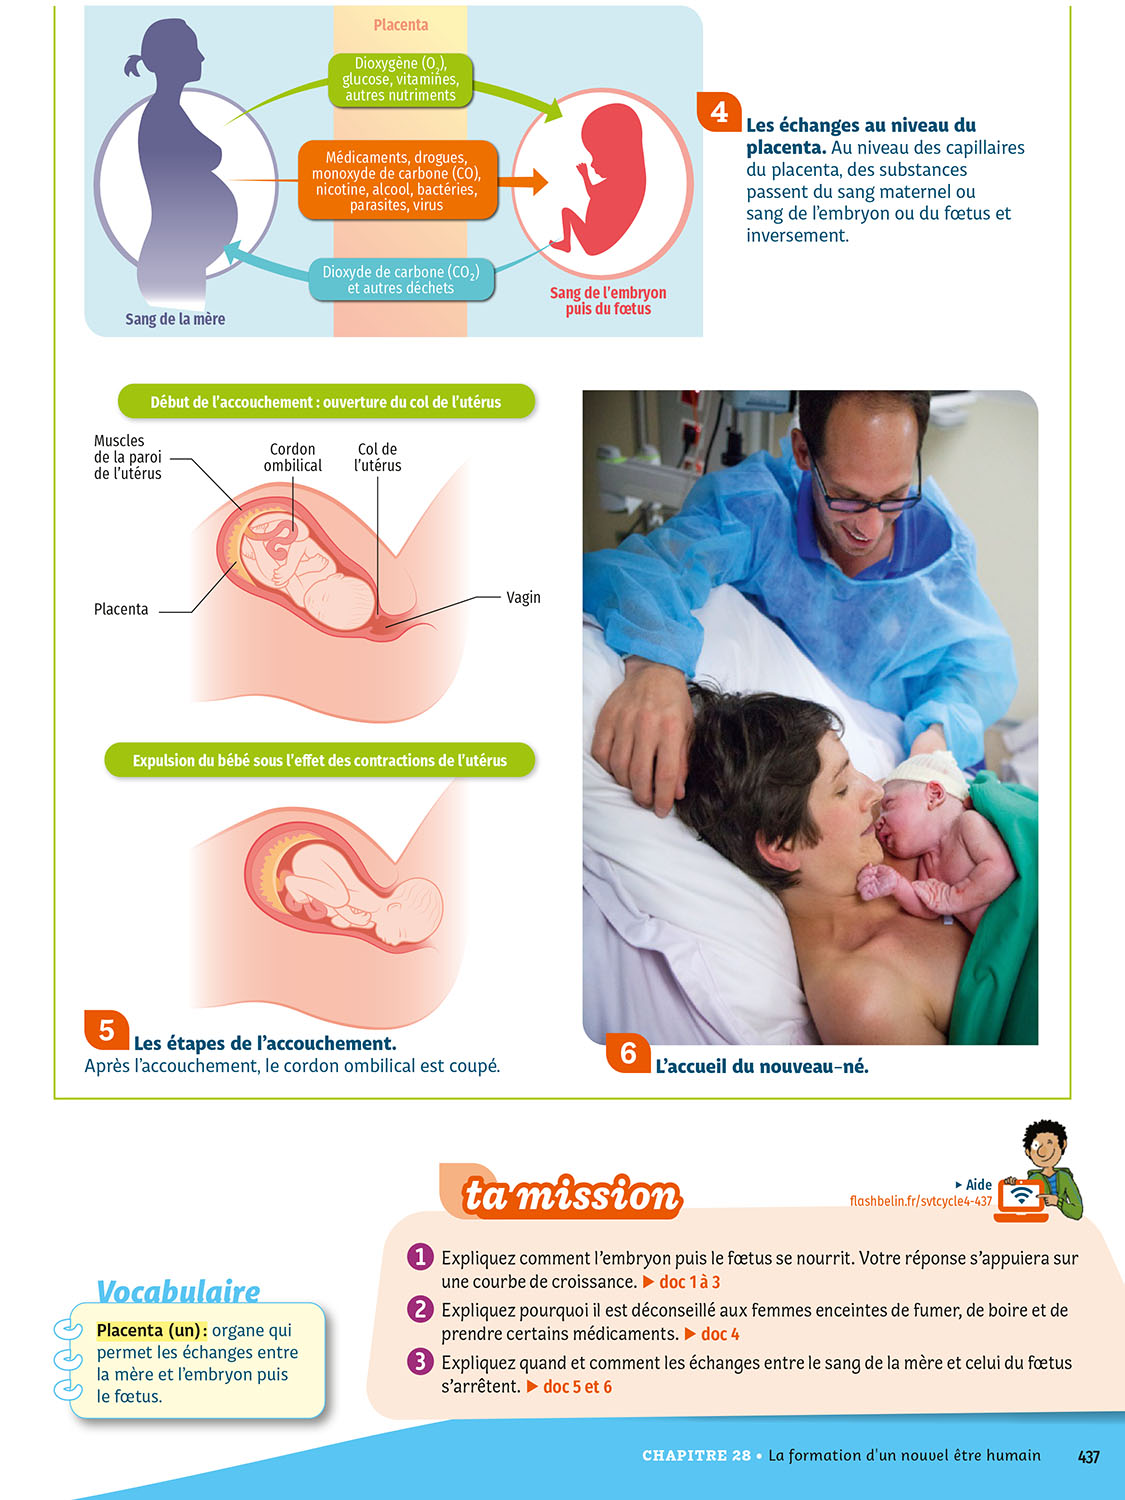 Placenta
Dioxygène (O₂),
glucose, vitamines,
autres nutriments
Médicaments, drogues,
monoxyde de carbone (CO),
nicotine, alcool, bactéries,
parasites, virus
Dioxyde de carbone (CO₂)
et autres déchets
Sang de la mère
Sang de l'embryon
puis du fœtus
4
Les échanges au niveau du
placenta. Au niveau des capillaires
du placenta, des substances
passent du sang maternel ou
sang de l'embryon ou du fœtus et
inversement.
Début de l'accouchement : ouverture du col de l'utérus
Muscles
de la paroi
de l'utérus
Cordon
ombilical
Col de
l'utérus
Placenta
Vagin
Expulsion du bébé sous l'effet des contractions de l'utérus
5
Les étapes de l'accouchement.
Après l'accouchement, le cordon ombilical est coupé.
6
L'accueil du nouveau-né.
ta mission
▸ Aide
flashbelin.fr/svtcycle4-437
1 Expliquez comment l'embryon puis le fœtus se nourrit. Votre réponse s'appuiera sur
une courbe de croissance. ▶ doc 1 à 3
2 Expliquez pourquoi il est déconseillé aux femmes enceintes de fumer, de boire et de
prendre certains médicaments. ▶ doc 4
3 Expliquez quand et comment les échanges entre le sang de la mère et celui du fœtus
s'arrêtent. ▶ doc 5 et 6
Vocabulaire
Placenta (un) : organe qui
permet les échanges entre
la mère et l'embryon puis
le fœtus.
CHAPITRE 28 • La formation d'un nouvel être humain 437